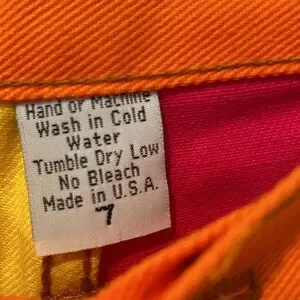 Hand or Machine
Wash in Cold
Water
Tumble Dry Low
No Bleach
Made in U.S.A.
7